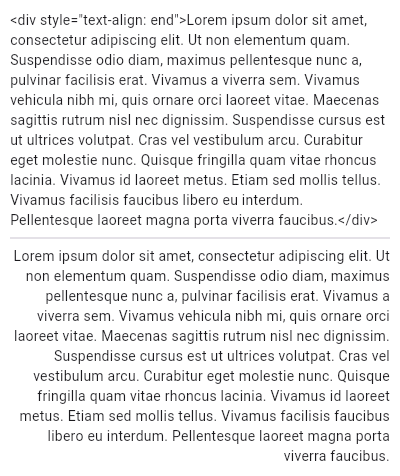 <div style="text-align: end">Lorem ipsum dolor sit amet,
consectetur adipiscing elit. Ut non elementum quam.
Suspendisse odio diam, maximus pellentesque nunc a,
pulvinar facilisis erat. Vivamus a viverra sem. Vivamus
vehicula nibh mi, quis ornare orci laoreet vitae. Maecenas
sagittis rutrum nisl nec dignissim. Suspendisse cursus est
ut ultrices volutpat. Cras vel vestibulum arcu. Curabitur
eget molestie nunc. Quisque fringilla quam vitae rhoncus
lacinia. Vivamus id laoreet metus. Etiam sed mollis tellus.
Vivamus facilisis faucibus libero eu interdum.
Pellentesque laoreet magna porta viverra faucibus.</div>
Lorem ipsum dolor sit amet, consectetur adipiscing elit. Ut
non elementum quam. Suspendisse odio diam, maximus
pellentesque nunc a, pulvinar facilisis erat. Vivamus a
viverra sem. Vivamus vehicula nibh mi, quis ornare orci
laoreet vitae. Maecenas sagittis rutrum nisl nec dignissim.
Suspendisse cursus est ut ultrices volutpat. Cras vel
vestibulum arcu. Curabitur eget molestie nunc. Quisque
fringilla quam vitae rhoncus lacinia. Vivamus id laoreet
metus. Etiam sed mollis tellus. Vivamus facilisis faucibus
libero eu interdum. Pellentesque laoreet magna porta
viverra faucibus.